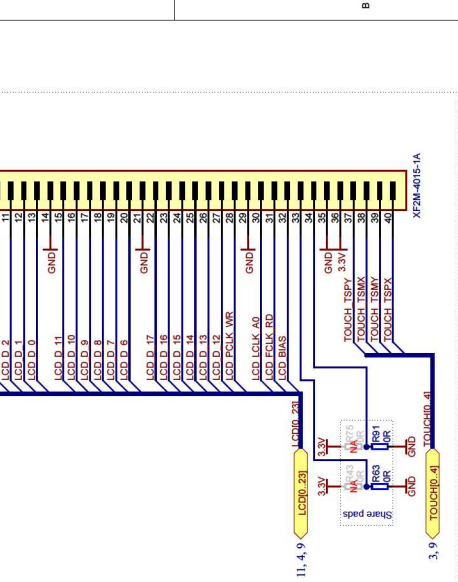 B
XF2M-4015-1A
11
12
13
14
15
16
17
18
19
20
21
22
23
24
25
26
27
28
29
30
31
32
33
34
35
36
37
38
39
40
LCD D 2
LCD D 1
LCD D 0
GND
LCD D 11
LCD D 10
LCD D 9
LCD D 8
LCD D 7
LCD D 6
GND
LCD D 17
LCD D 16
LCD D 15
LCD D 14
LCD D 13
LCD D 12
LCD PCLK WR
GND
LCD LCLK A0
LCD FCLK RD
LCD BIAS
GND
3.3V
TOUCH TSPY
TOUCH TSMX
TOUCH TSMY
TOUCH TSPX
LCD[0..23]
LCD[0..23]
11, 4, 9
3.3V
3.3V
R43
0R
NA
R75
0R
NA
R63
0R
R91
0R
GND
GND
Share pads
TOUCH[0..4]
TOUCH[0..4]
3, 9